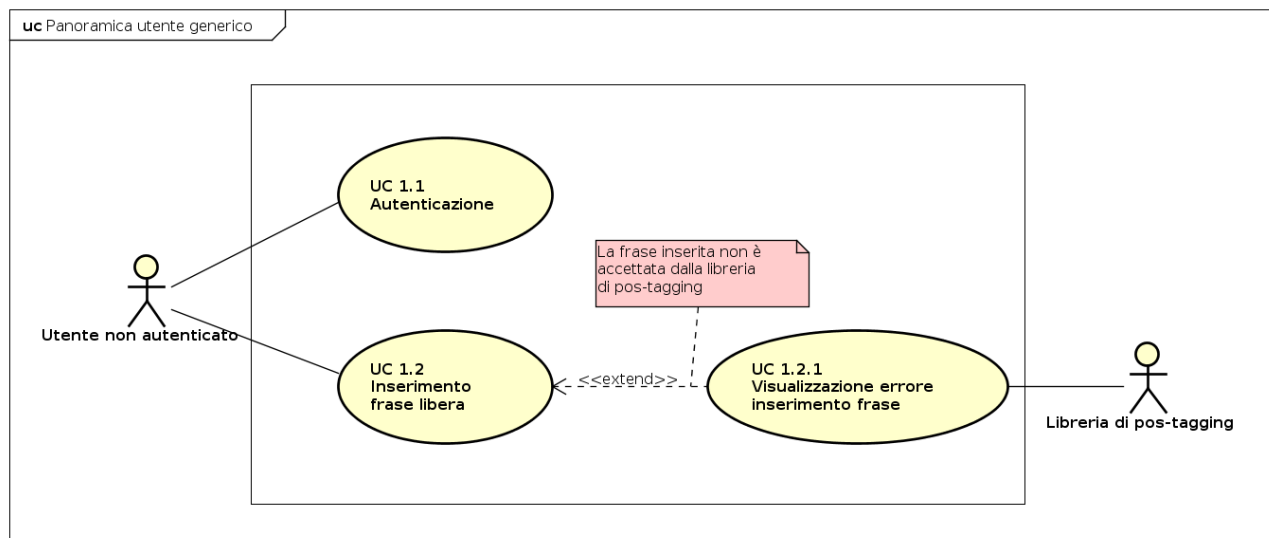 uc Panoramica utente generico
UC 1.1
Autenticazione
La frase inserita non è
accettata dalla libreria
di pos-tagging
Utente non autenticato
UC 1.2
Inserimento
frase libera
<<extend>>
UC 1.2.1
Visualizzazione errore
inserimento frase
Libreria di pos-tagging